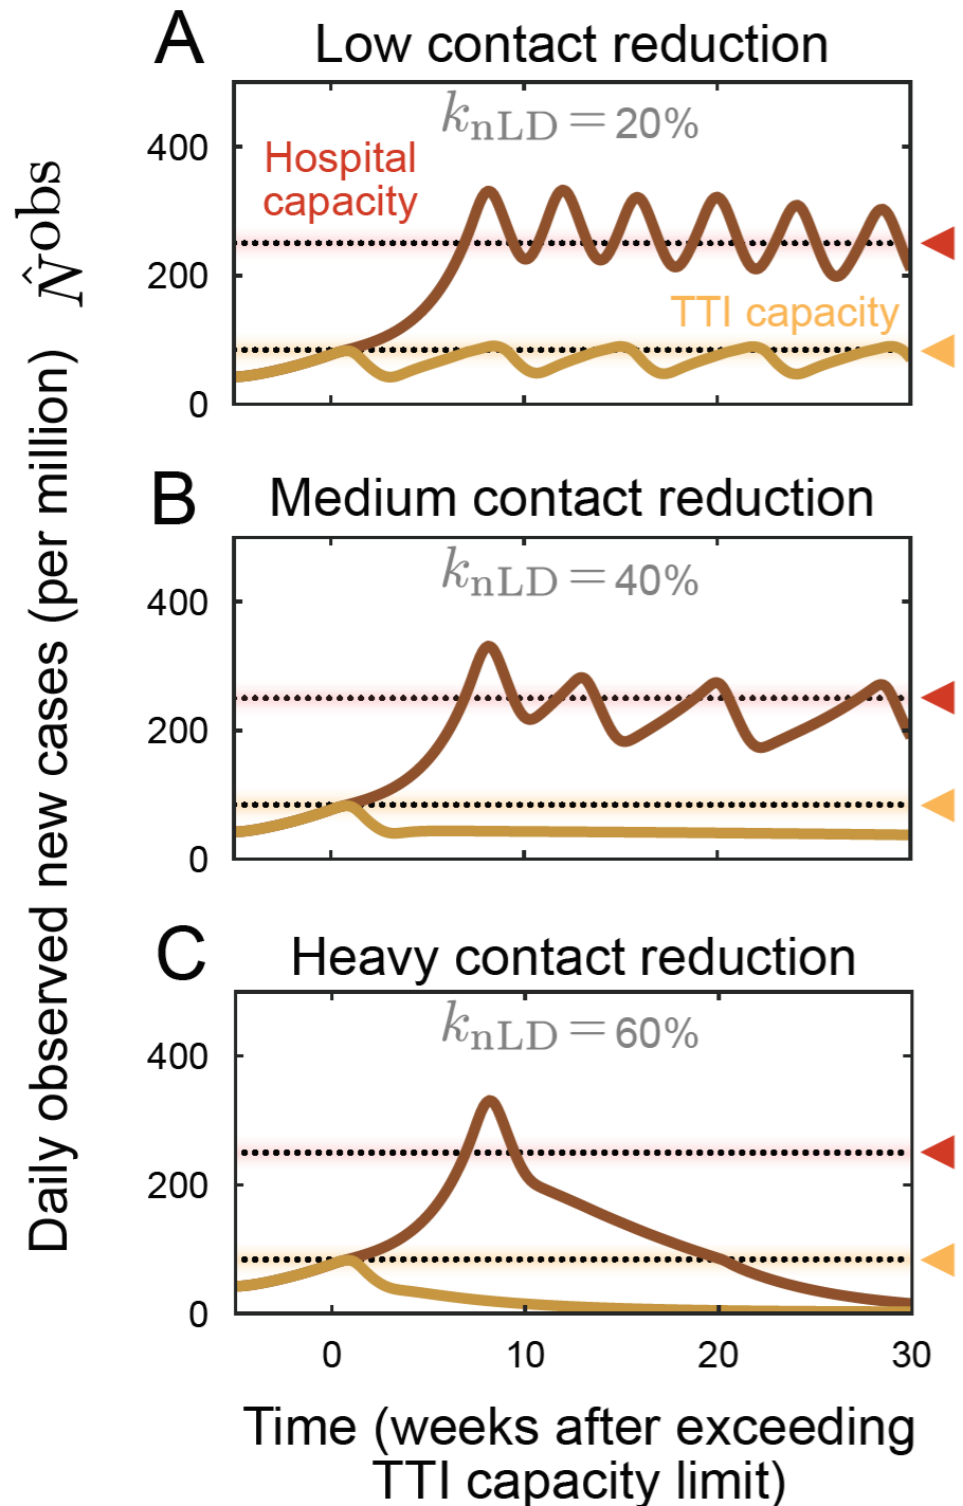 A
Low contact reduction
k_nLD = 20%
400
Hospital
capacity
200
TTI capacity
0
B
Medium contact reduction
k_nLD = 40%
400
200
0
C
Heavy contact reduction
k_nLD = 60%
400
200
0
0 10 20 30
Time (weeks after exceeding
TTI capacity limit)
Daily observed new cases (per million) N̂obs